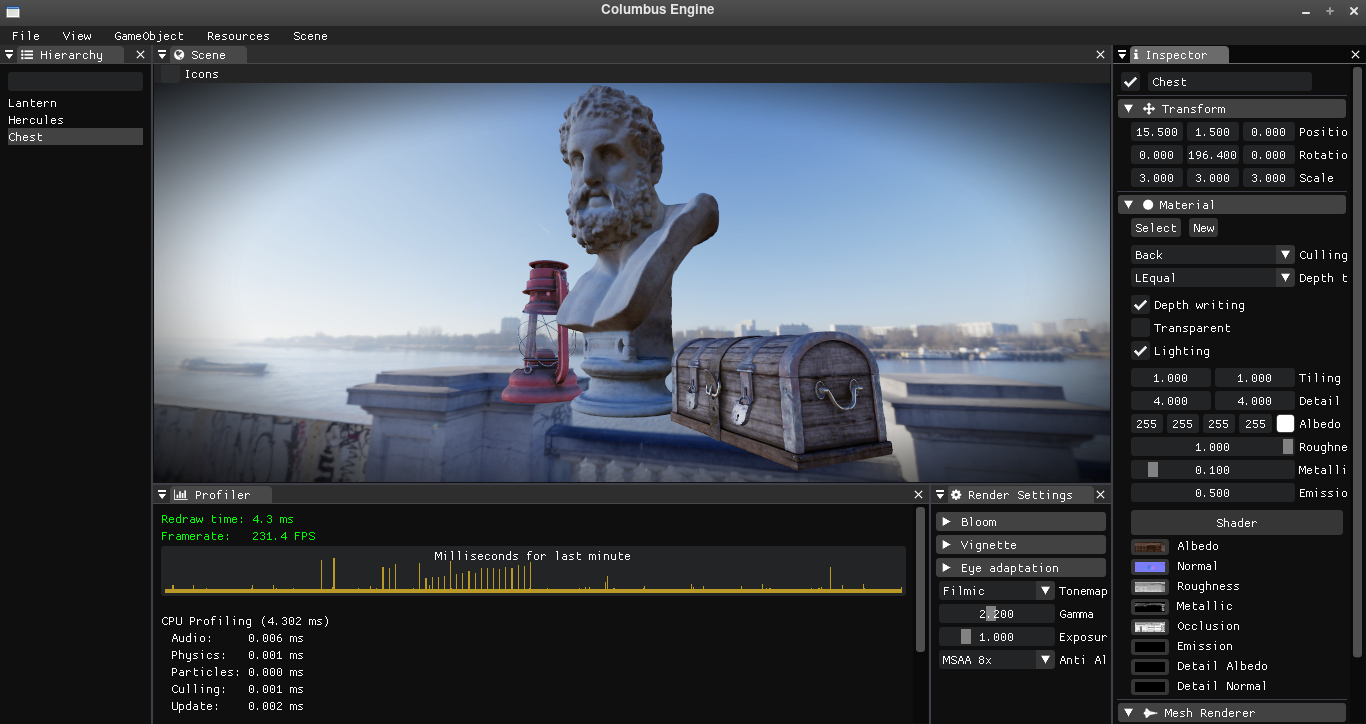 Columbus Engine
File View GameObject Resources Scene
Hierarchy
Lantern
Hercules
Chest
Scene
Icons
Profiler
Redraw time: 4.3 ms
Framerate: 231.4 FPS
Milliseconds for last minute
CPU Profiling (4.302 ms)
Audio: 0.006 ms
Physics: 0.001 ms
Particles: 0.000 ms
Culling: 0.001 ms
Update: 0.002 ms
Render Settings
Bloom
Vignette
Eye adaptation
Filmic Tonemap
2.200 Gamma
1.000 Exposur
MSAA 8x Anti Al
Inspector
Chest
Transform
15.500 1.500 0.000 Positio
0.000 196.400 0.000 Rotatio
3.000 3.000 3.000 Scale
Material
Select New
Back Culling
LEqual Depth t
Depth writing
Transparent
Lighting
1.000 1.000 Tiling
4.000 4.000 Detail
255 255 255 255 Albedo
1.000 Roughne
0.100 Metalli
0.500 Emissio
Shader
Albedo
Normal
Roughness
Metallic
Occlusion
Emission
Detail Albedo
Detail Normal
Mesh Renderer